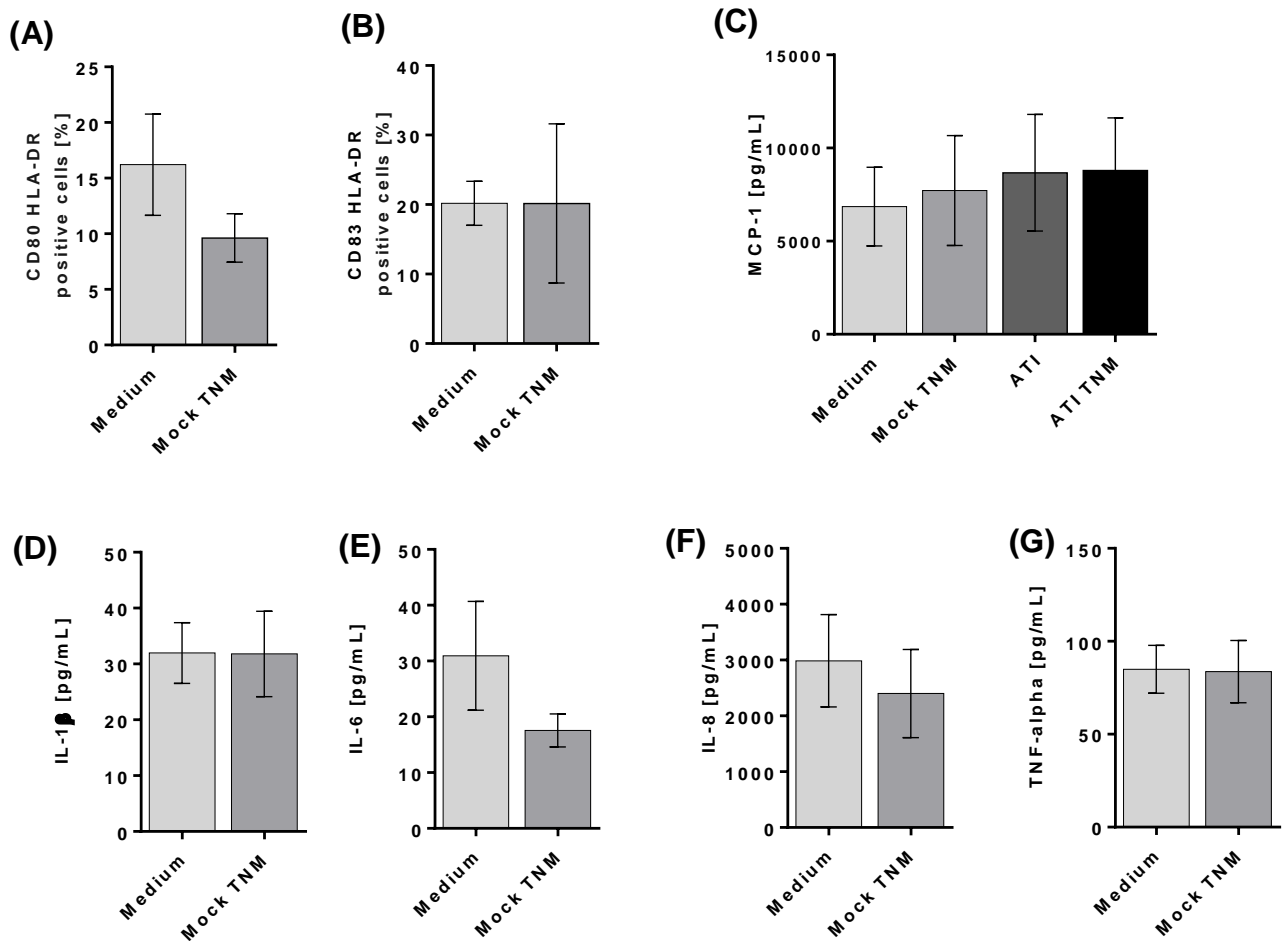 (A)
CD80 HLA-DR
positive cells [%]
25
20
15
10
5
0
Medium
Mock TNM
(B)
CD83 HLA-DR
positive cells [%]
40
30
20
10
0
Medium
Mock TNM
(C)
MCP-1 [pg/mL]
15000
10000
5000
0
Medium
Mock TNM
ATI
ATI TNM
(D)
IL-1β [pg/mL]
50
40
30
20
10
0
Medium
Mock TNM
(E)
IL-6 [pg/mL]
50
40
30
20
10
0
Medium
Mock TNM
(F)
IL-8 [pg/mL]
5000
4000
3000
2000
1000
0
Medium
Mock TNM
(G)
TNF-alpha [pg/mL]
150
100
50
0
Medium
Mock TNM